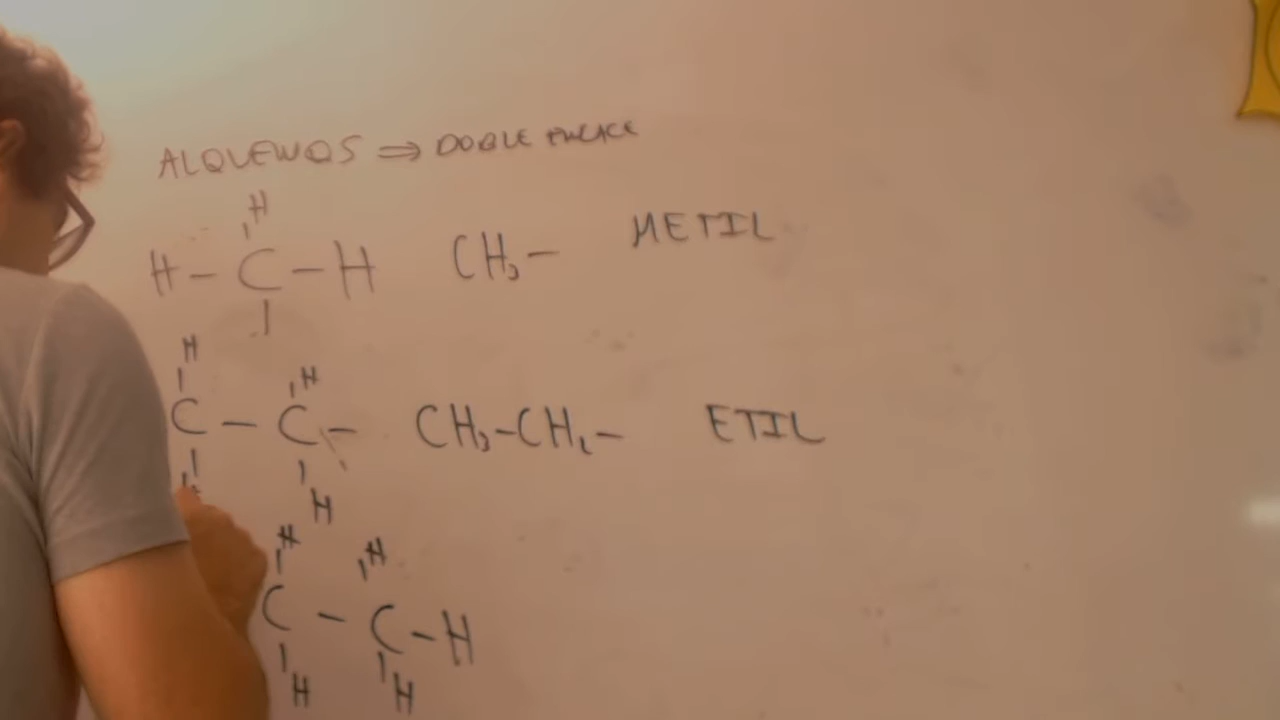 ALQUENOS ⇒ DOBLE ENLACE
H
H – C – H CH₃– METIL
H H
C – C – CH₃–CH₂– ETIL
H H
H H
C – C – H
H H